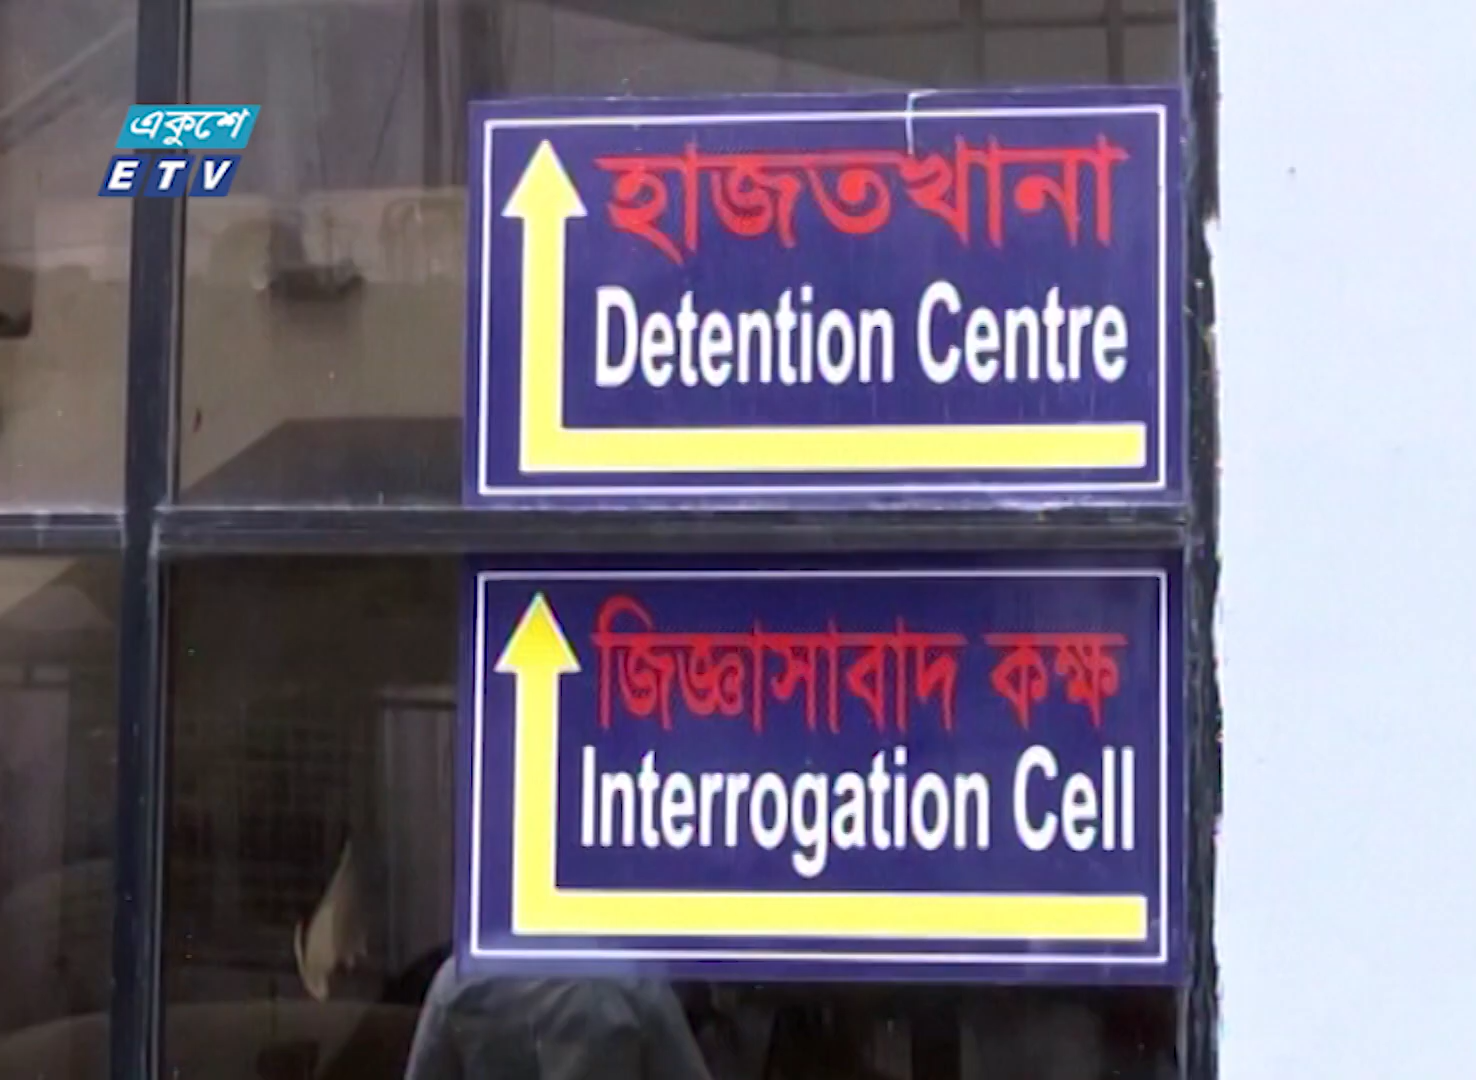 একুশে
ETV
হাজতখানা
Detention Centre
জিজ্ঞাসাবাদ কক্ষ
Interrogation Cell